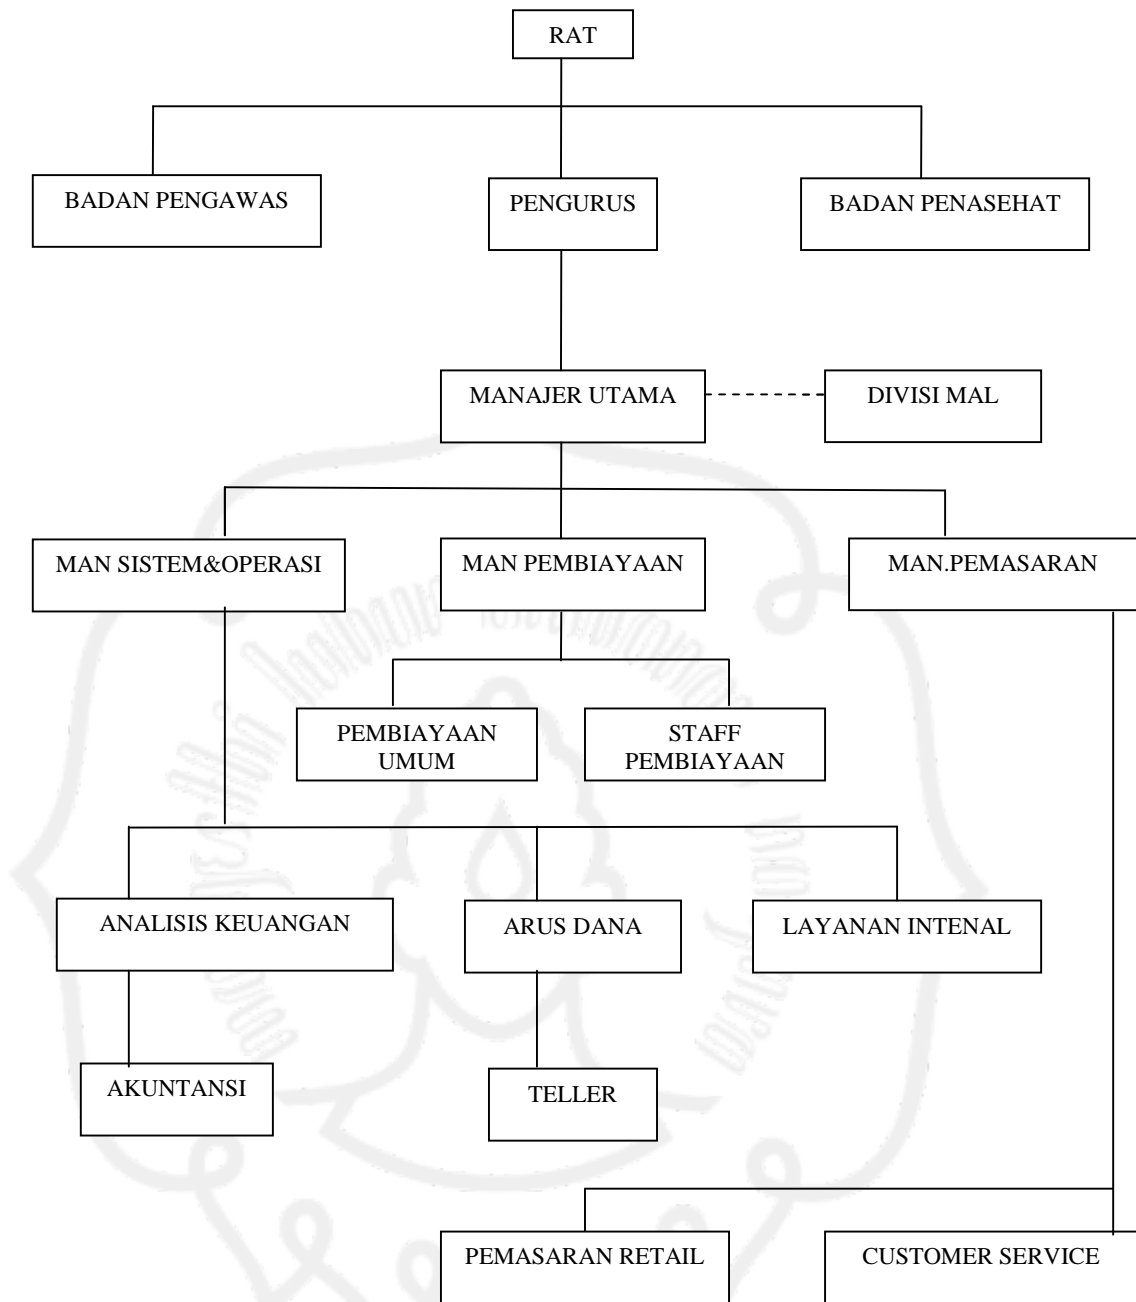 RAT
BADAN PENGAWAS
PENGURUS
BADAN PENASEHAT
MANAJER UTAMA
DIVISI MAL
MAN SISTEM&OPERASI
MAN PEMBIAYAAN
MAN.PEMASARAN
PEMBIAYAAN
UMUM
STAFF
PEMBIAYAAN
ANALISIS KEUANGAN
ARUS DANA
LAYANAN INTENAL
AKUNTANSI
TELLER
PEMASARAN RETAIL
CUSTOMER SERVICE